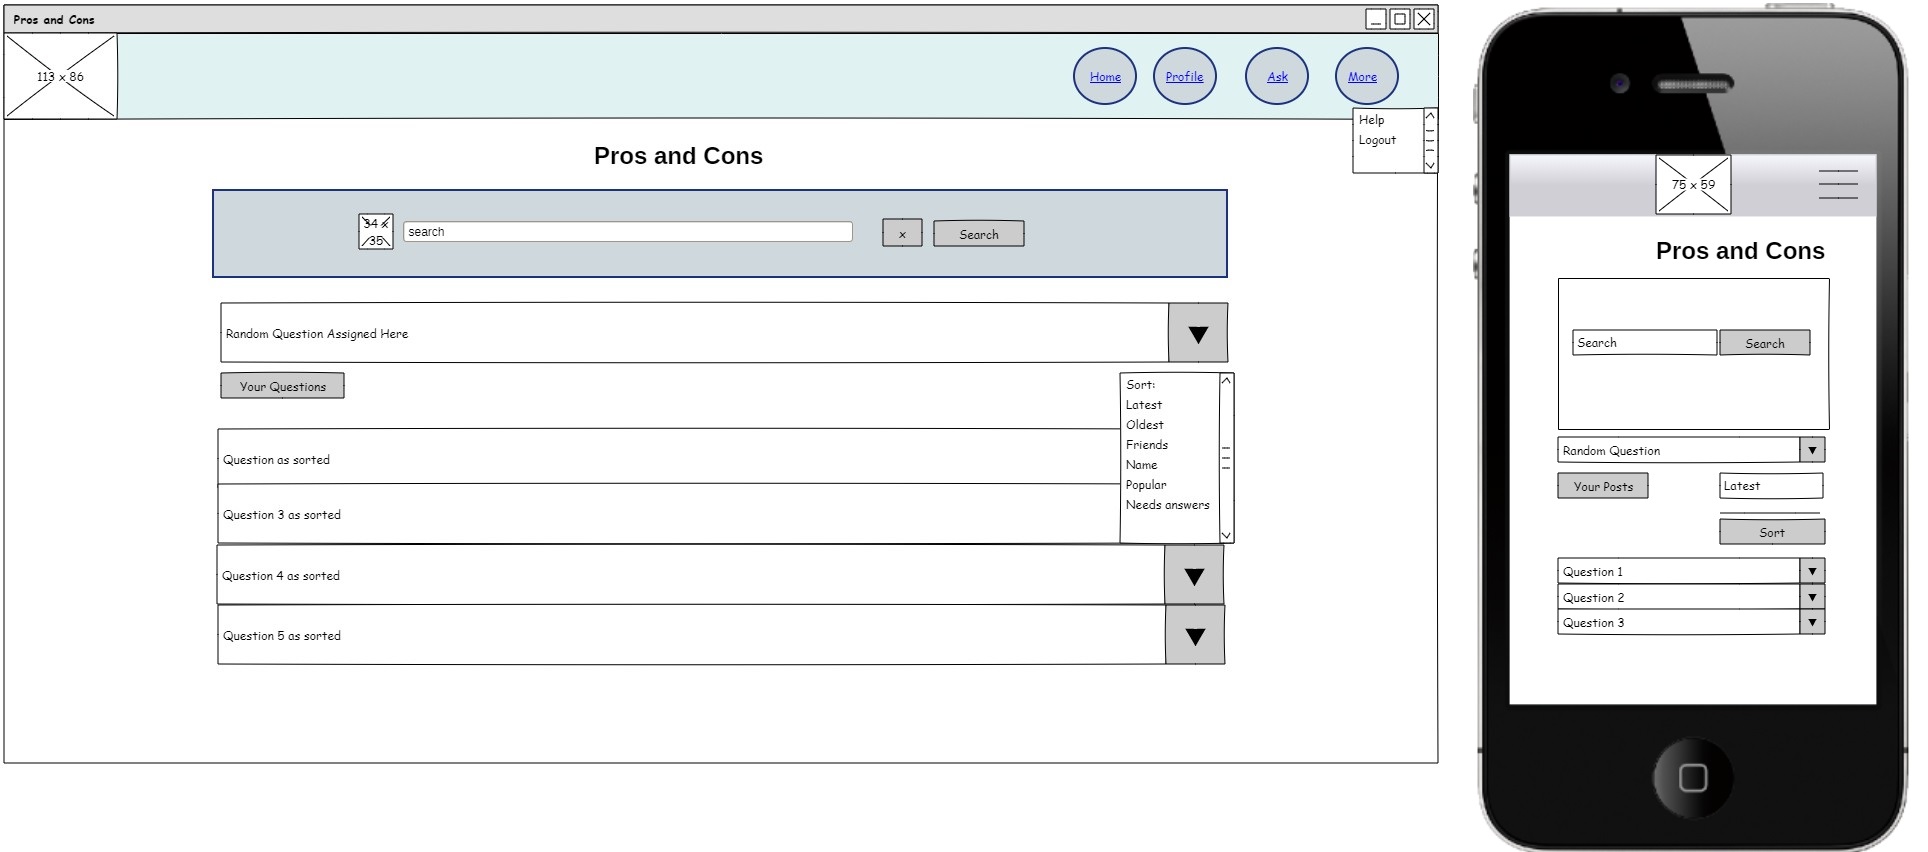 Pros and Cons
113 x 86
Home
Profile
Ask
More
Help
Logout
Pros and Cons
34 x
35
search
x
Search
Random Question Assigned Here
Your Questions
Sort:
Latest
Oldest
Friends
Name
Popular
Needs answers
Question as sorted
Question 3 as sorted
Question 4 as sorted
Question 5 as sorted
75 x 59
Pros and Cons
Search
Search
Random Question
Your Posts
Latest
Sort
Question 1
Question 2
Question 3